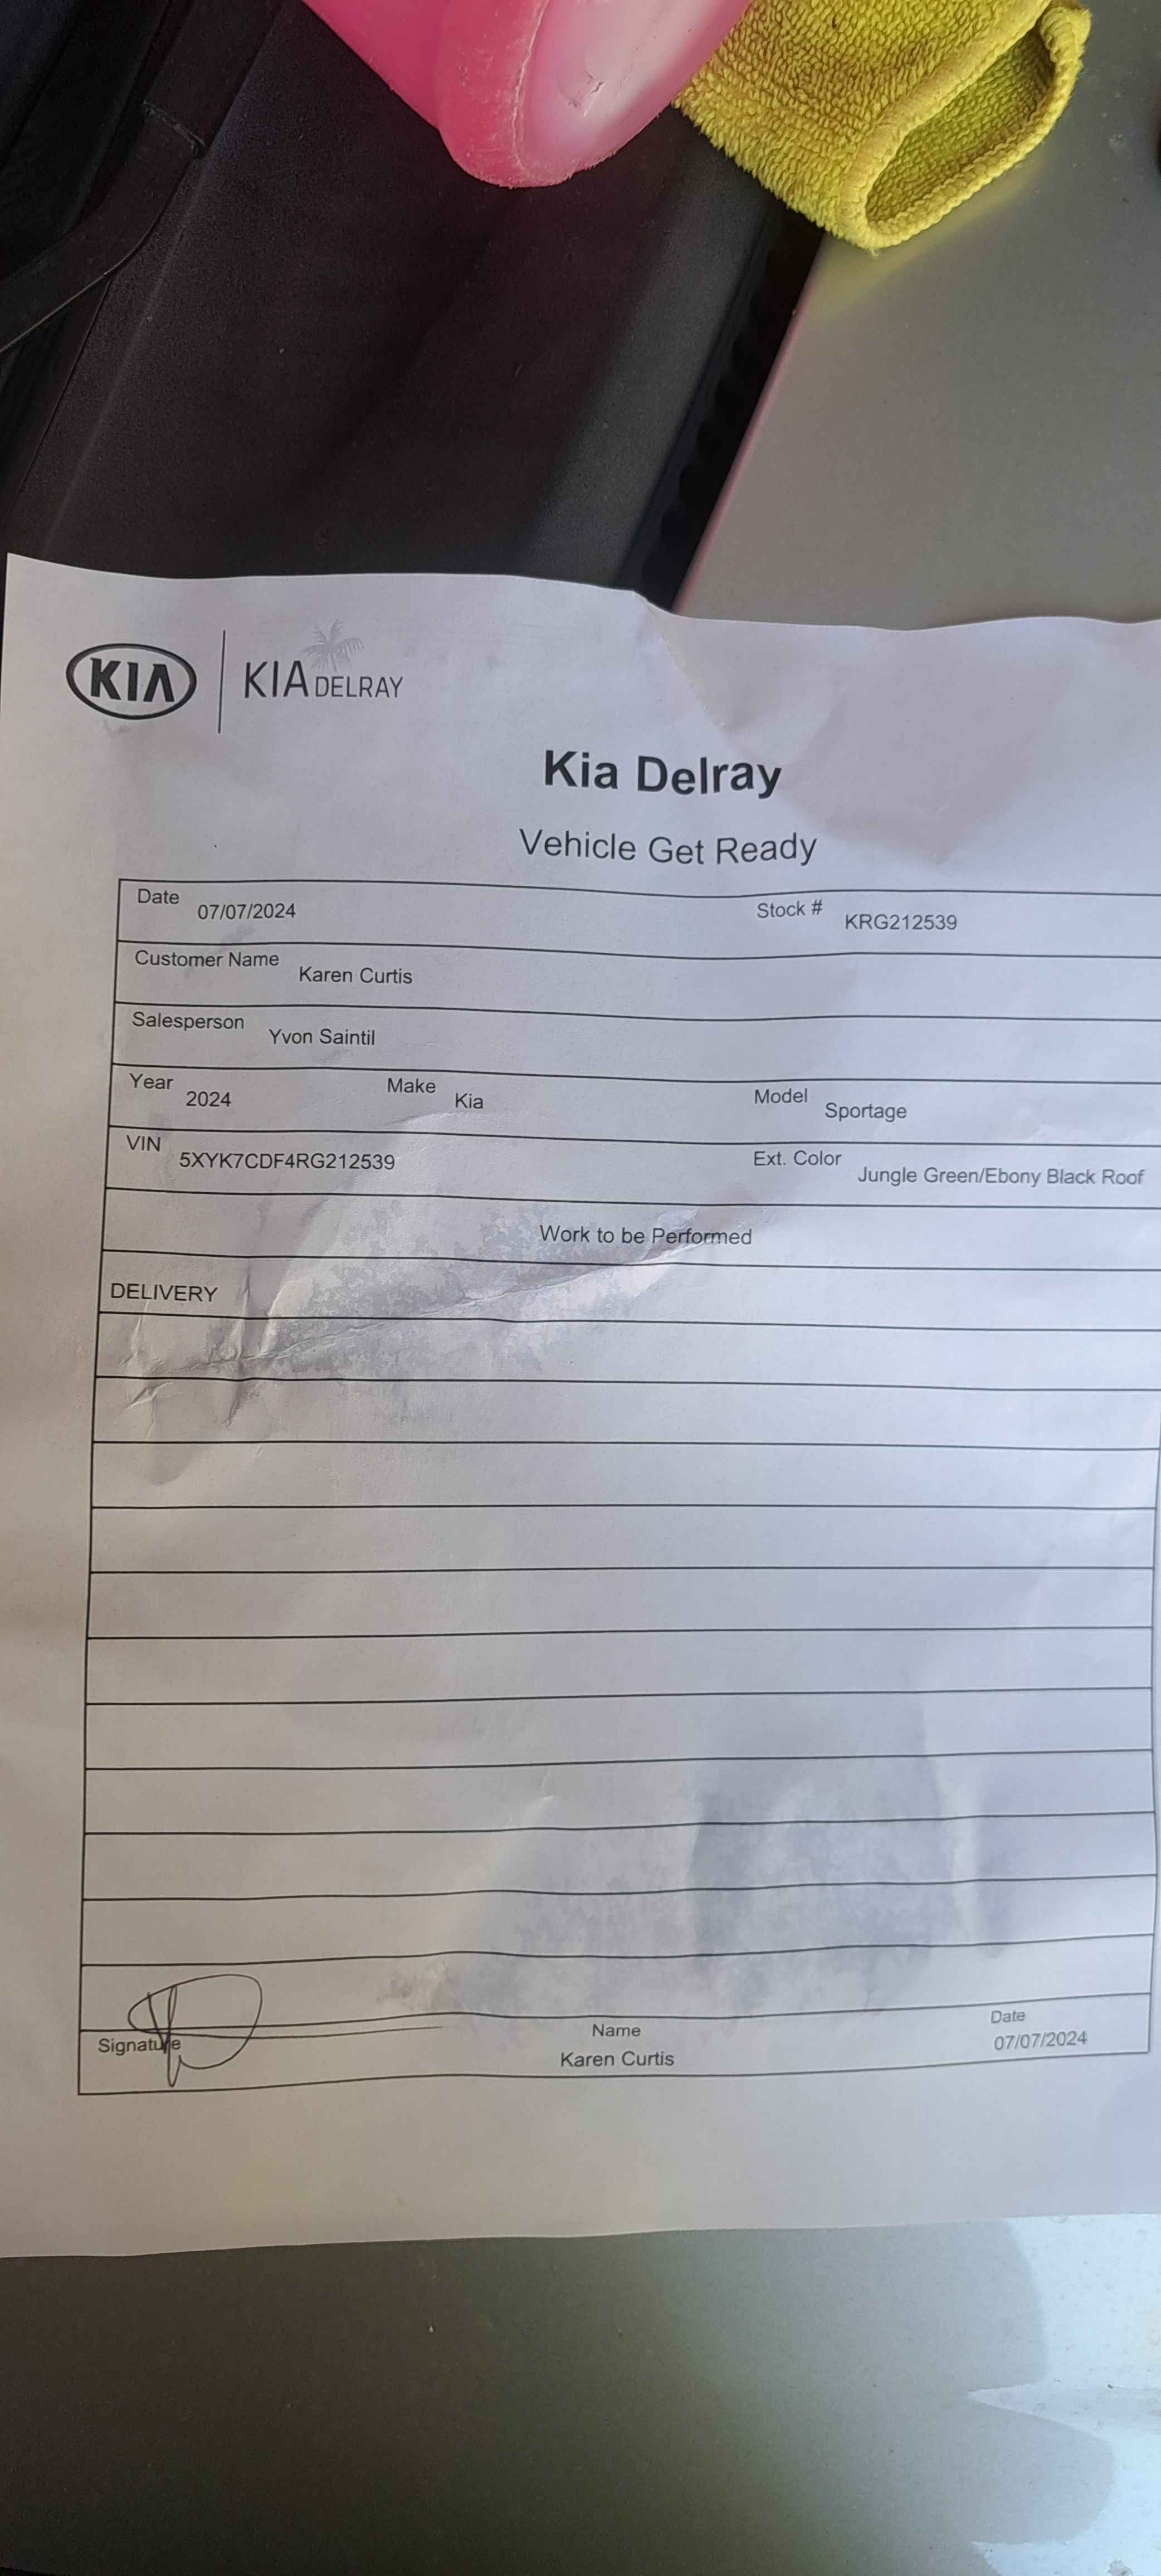 KIA KIA DELRAY
Kia Delray
Vehicle Get Ready
Date 07/07/2024 Stock # KRG212539
Customer Name Karen Curtis
Salesperson Yvon Saintil
Year 2024 Make Kia Model Sportage
VIN 5XYK7CDF4RG212539 Ext. Color Jungle Green/Ebony Black Roof
Work to be Performed
DELIVERY
Signature Name Karen Curtis Date 07/07/2024